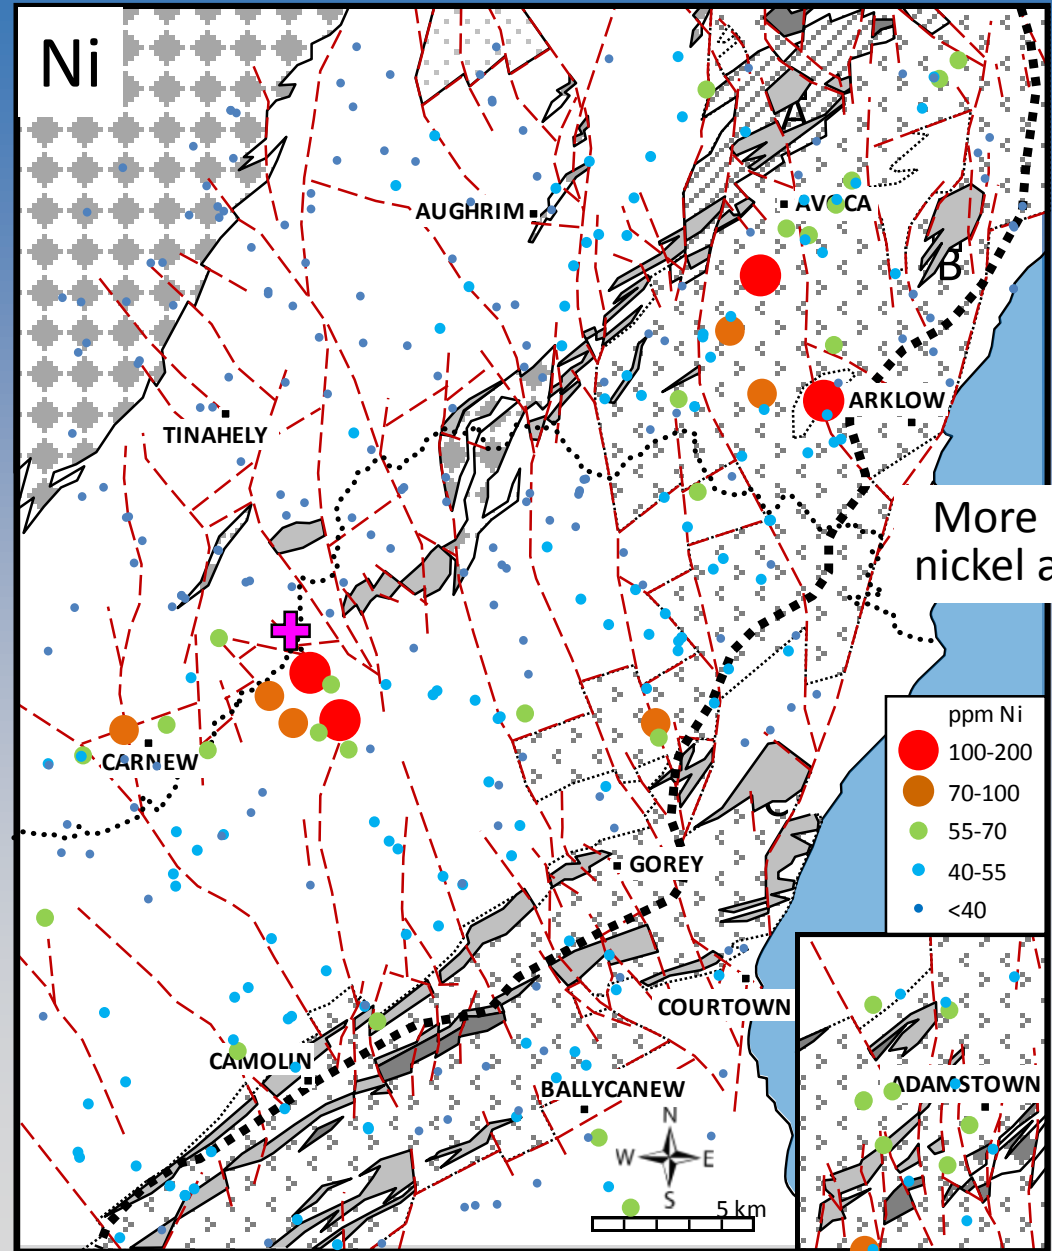 Ni
A
AVOCA
AUGHRIM
B
ARKLOW
TINAHELY
More
nickel a
ppm Ni
100-200
70-100
55-70
40-55
<40
CARNEW
GOREY
COURTOWN
CAMOLIN
BALLYCANEW
ADAMSTOWN
N
W E
S
5 km